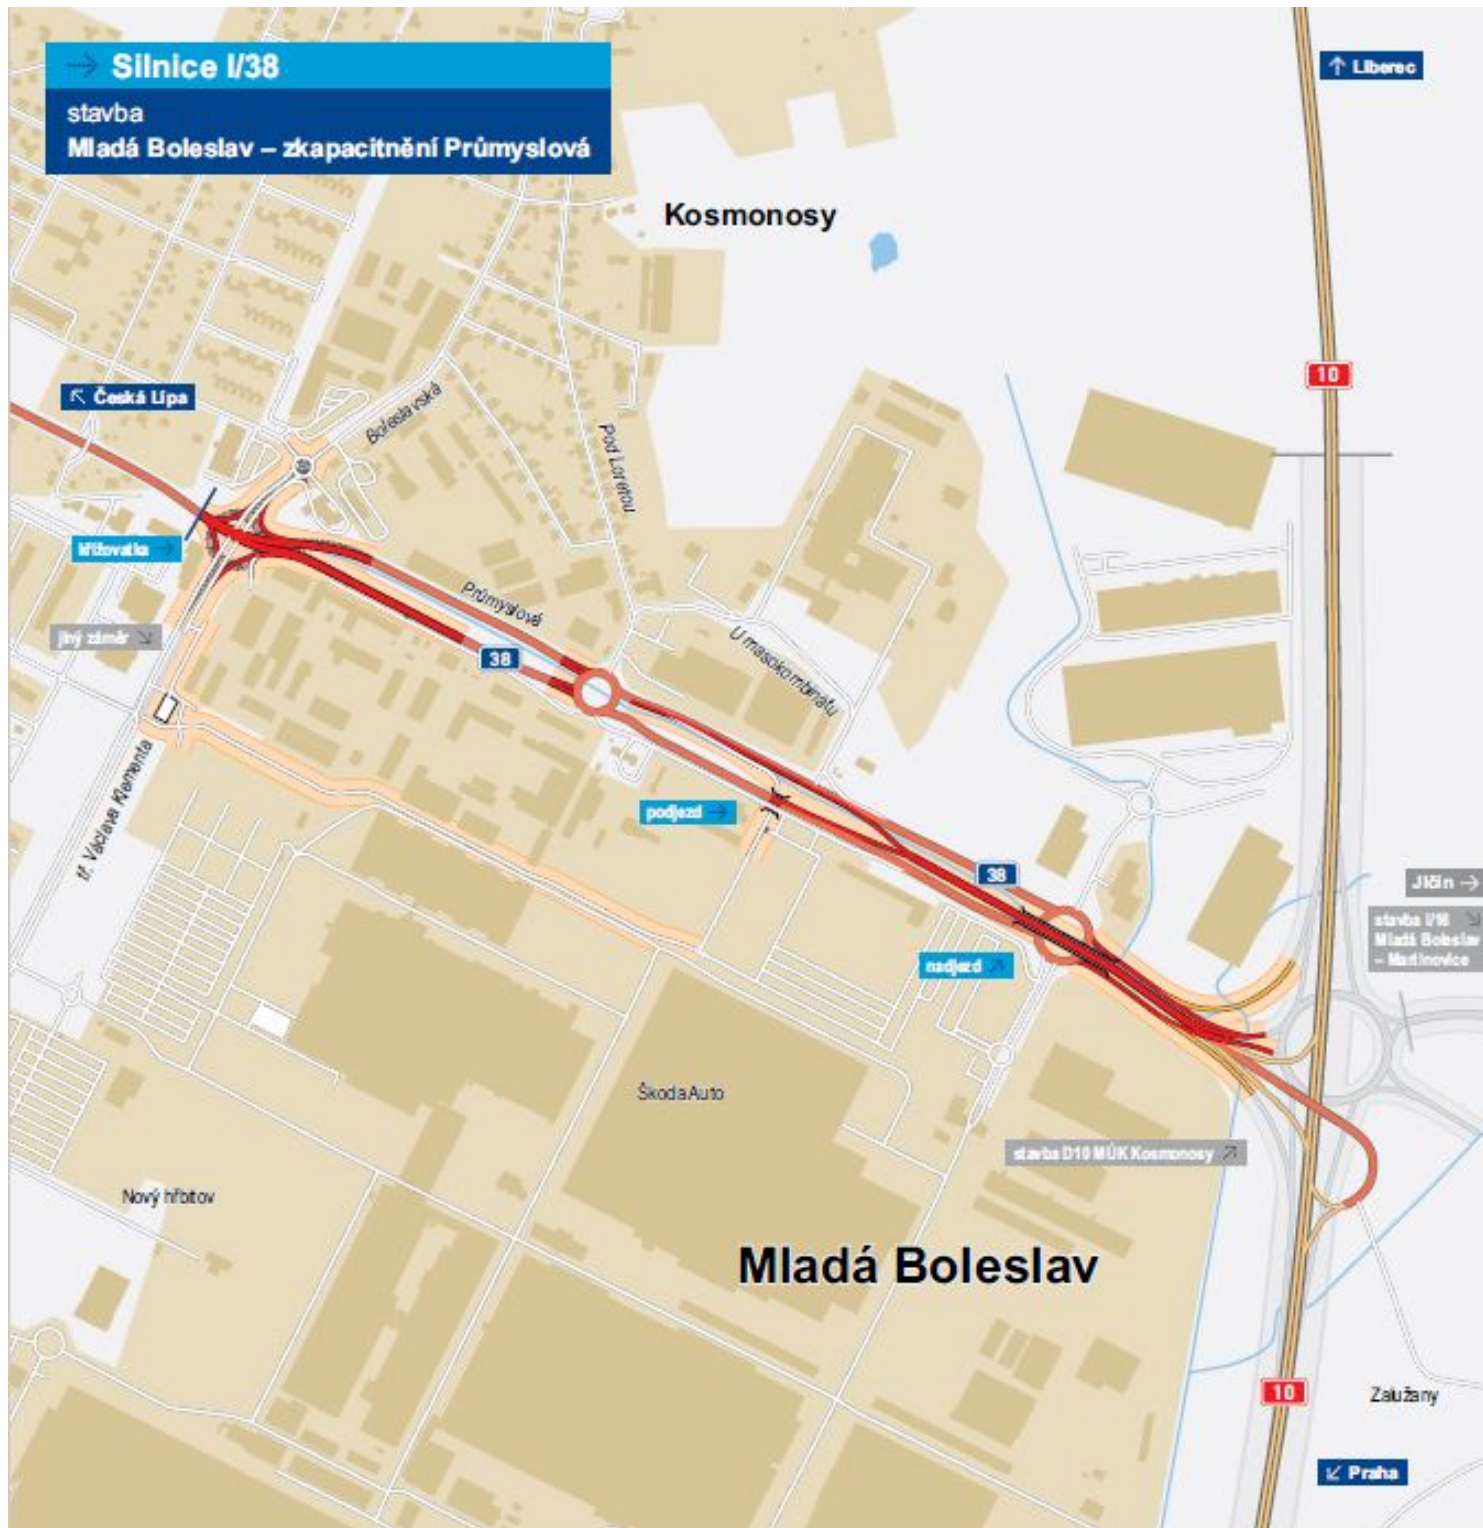 Silnice I/38
stavba
Mladá Boleslav – zkapacitnění Průmyslová
↑ Liberec
Kosmonosy
10
↖ Česká Lípa
Boleslavská
Pod Loretou
křižovatka →
Průmyslová
jiný záměr ↘
38
U masokombinatu
tř. Václava Klementa
podjezd →
38
Jičín →
stavba I/16 ↘
Mladá Boleslav
– Martinovice
nadjezd ↗
Škoda Auto
stavba D10 MÚK Kosmonosy ↗
Nový hřbitov
Mladá Boleslav
10
Zalužany
↙ Praha